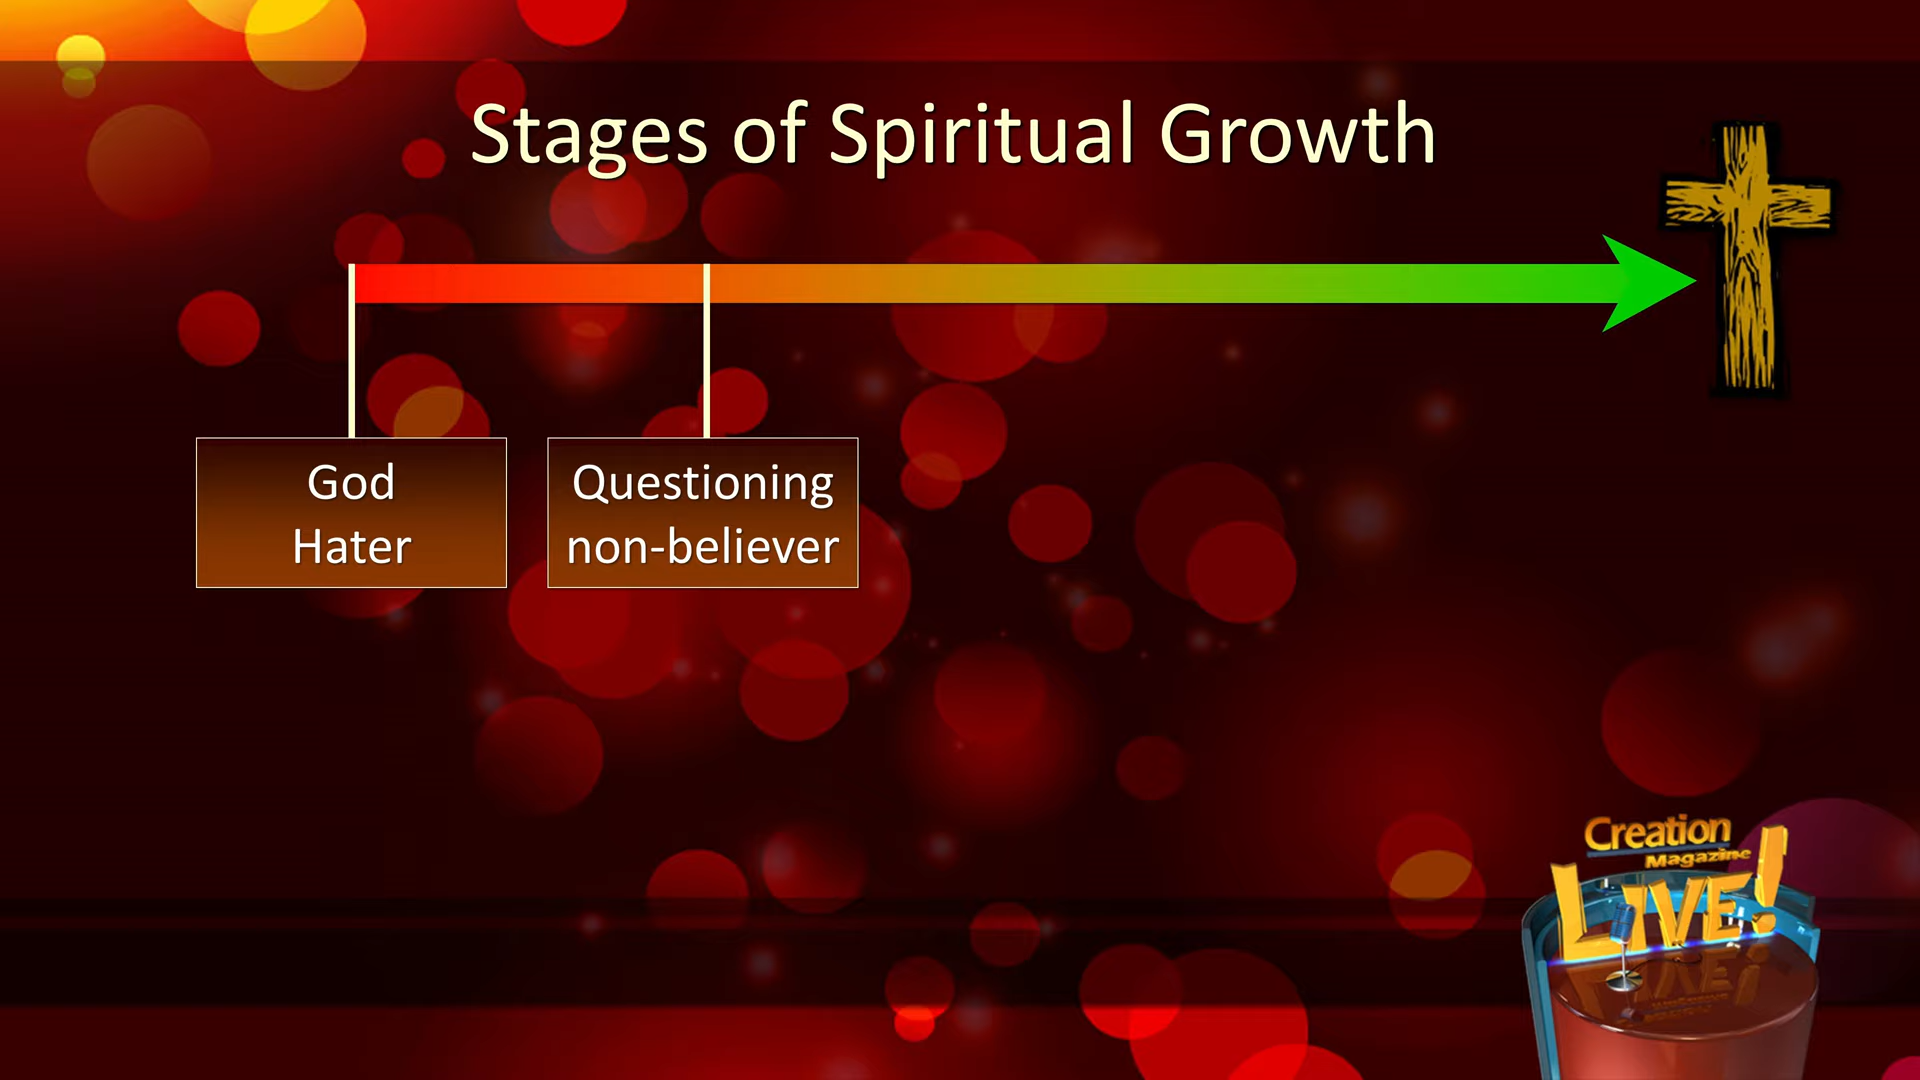 Stages of Spiritual Growth
God
Hater
Questioning
non-believer
Creation
Magazine
LIVE!